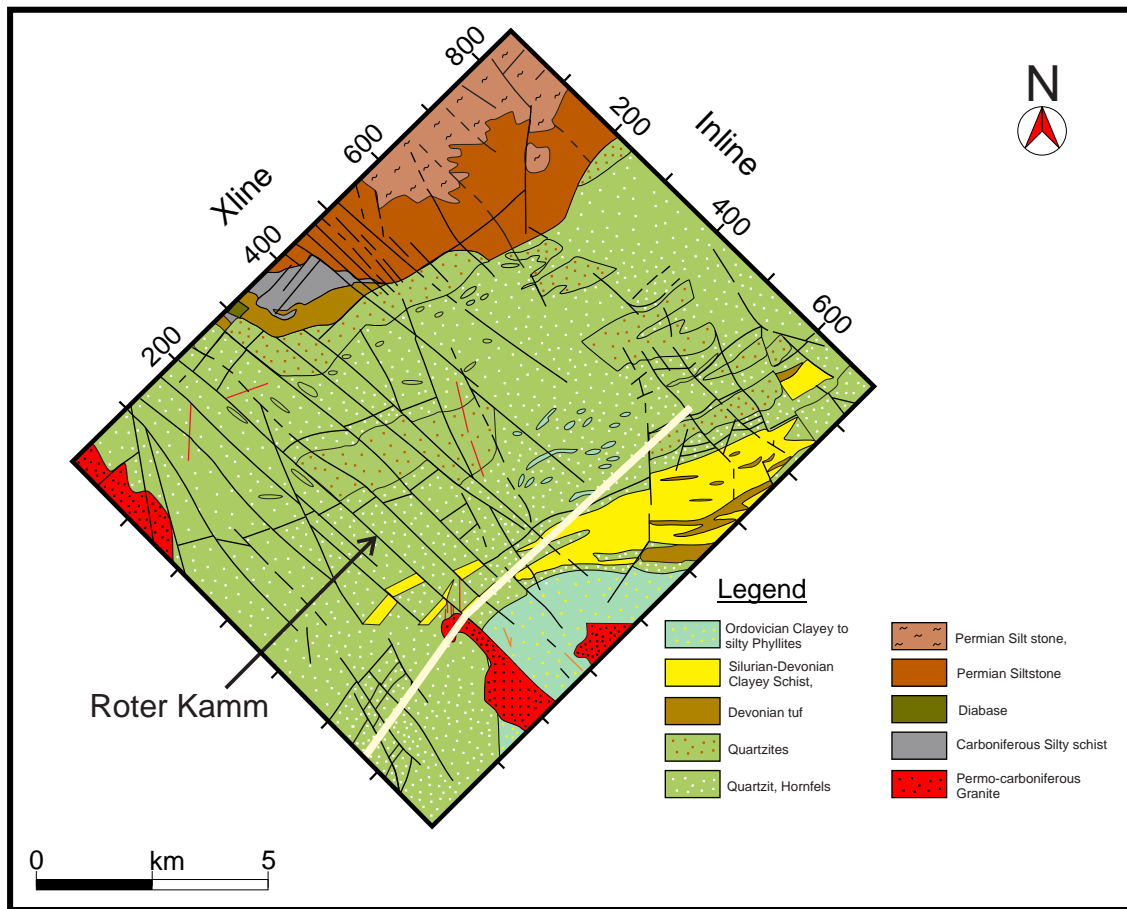 N
800
600
400
200
Xline
200
400
600
Inline
Roter Kamm
Legend
Ordovician Clayey to
silty Phyllites
Silurian-Devonian
Clayey Schist,
Devonian tuf
Quartzites
Quartzit, Hornfels
Permian Silt stone,
Permian Siltstone
Diabase
Carboniferous Silty schist
Permo-carboniferous
Granite
0 km 5